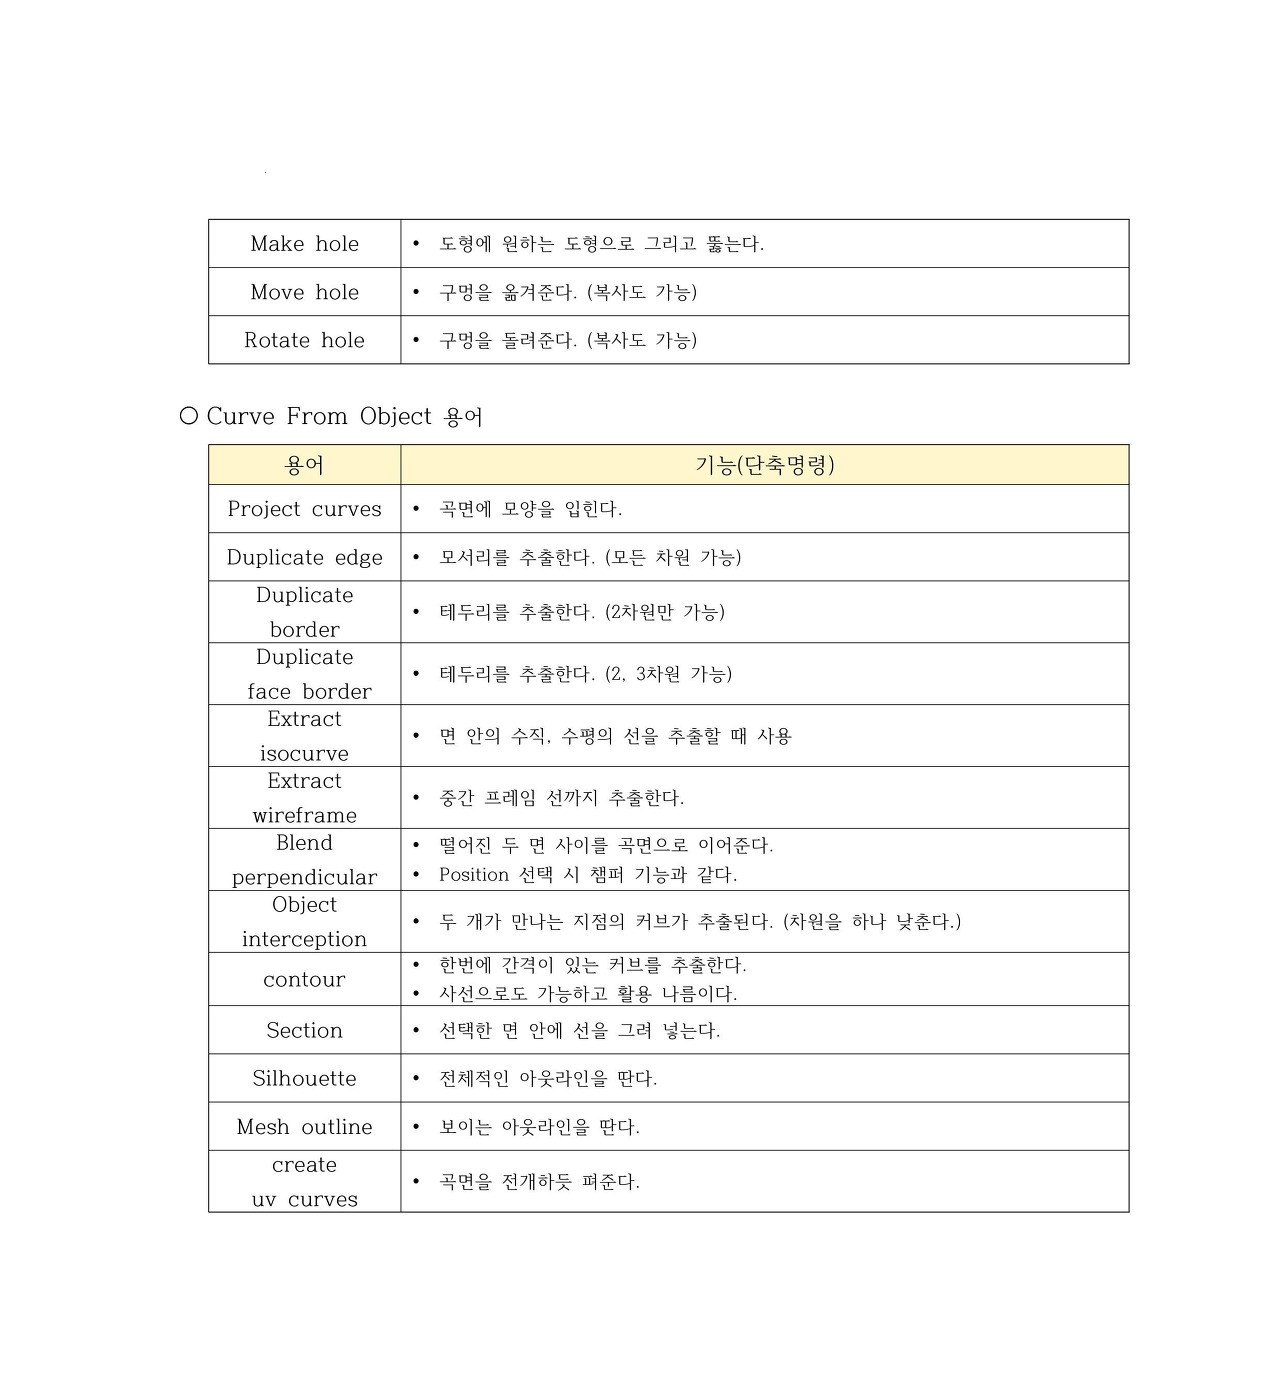 Make hole
• 도형에 원하는 도형으로 그리고 뚫는다.
Move hole
• 구멍을 옮겨준다. (복사도 가능)
Rotate hole
• 구멍을 돌려준다. (복사도 가능)
○ Curve From Object 용어
용어
기능(단축명령)
Project curves
• 곡면에 모양을 입힌다.
Duplicate edge
• 모서리를 추출한다. (모든 차원 가능)
Duplicate
border
• 테두리를 추출한다. (2차원만 가능)
Duplicate
face border
• 테두리를 추출한다. (2, 3차원 가능)
Extract
isocurve
• 면 안의 수직, 수평의 선을 추출할 때 사용
Extract
wireframe
• 중간 프레임 선까지 추출한다.
Blend
perpendicular
• 떨어진 두 면 사이를 곡면으로 이어준다.
• Position 선택 시 챔퍼 기능과 같다.
Object
interception
• 두 개가 만나는 지점의 커브가 추출된다. (차원을 하나 낮춘다.)
contour
• 한번에 간격이 있는 커브를 추출한다.
• 사선으로도 가능하고 활용 나름이다.
Section
• 선택한 면 안에 선을 그려 넣는다.
Silhouette
• 전체적인 아웃라인을 딴다.
Mesh outline
• 보이는 아웃라인을 딴다.
create
uv curves
• 곡면을 전개하듯 펴준다.